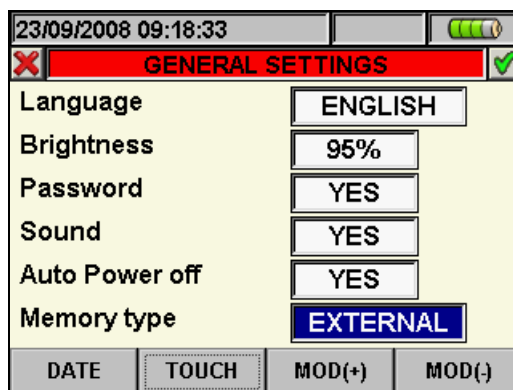 23/09/2008 09:18:33
GENERAL SETTINGS
Language ENGLISH
Brightness 95%
Password YES
Sound YES
Auto Power off YES
Memory type EXTERNAL
DATE TOUCH MOD(+) MOD(-)